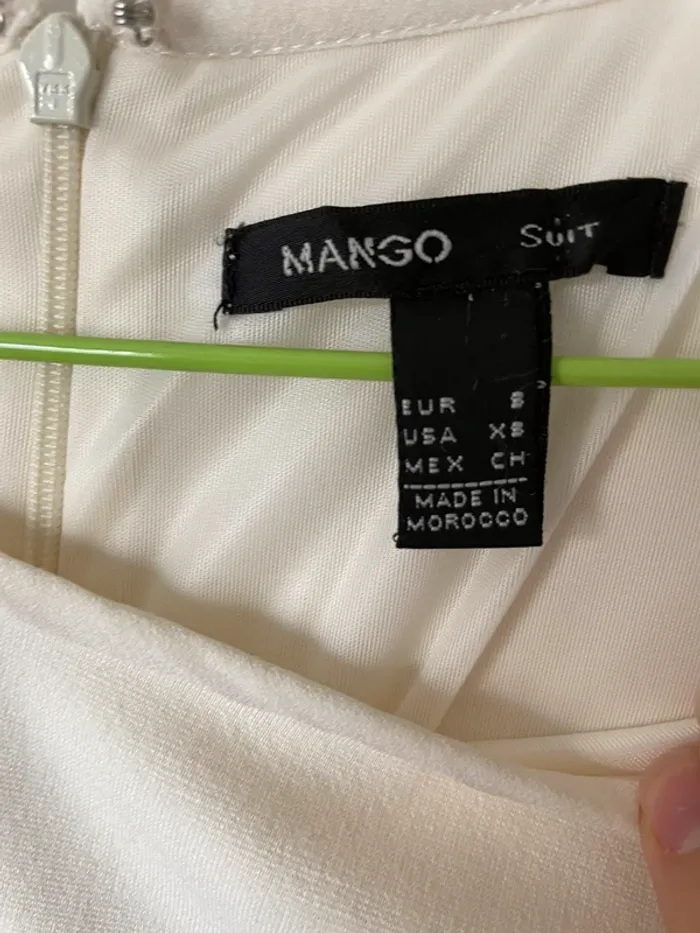 MANGO Suit
EUR S
USA XS
MEX CH
MADE IN
MOROCCO